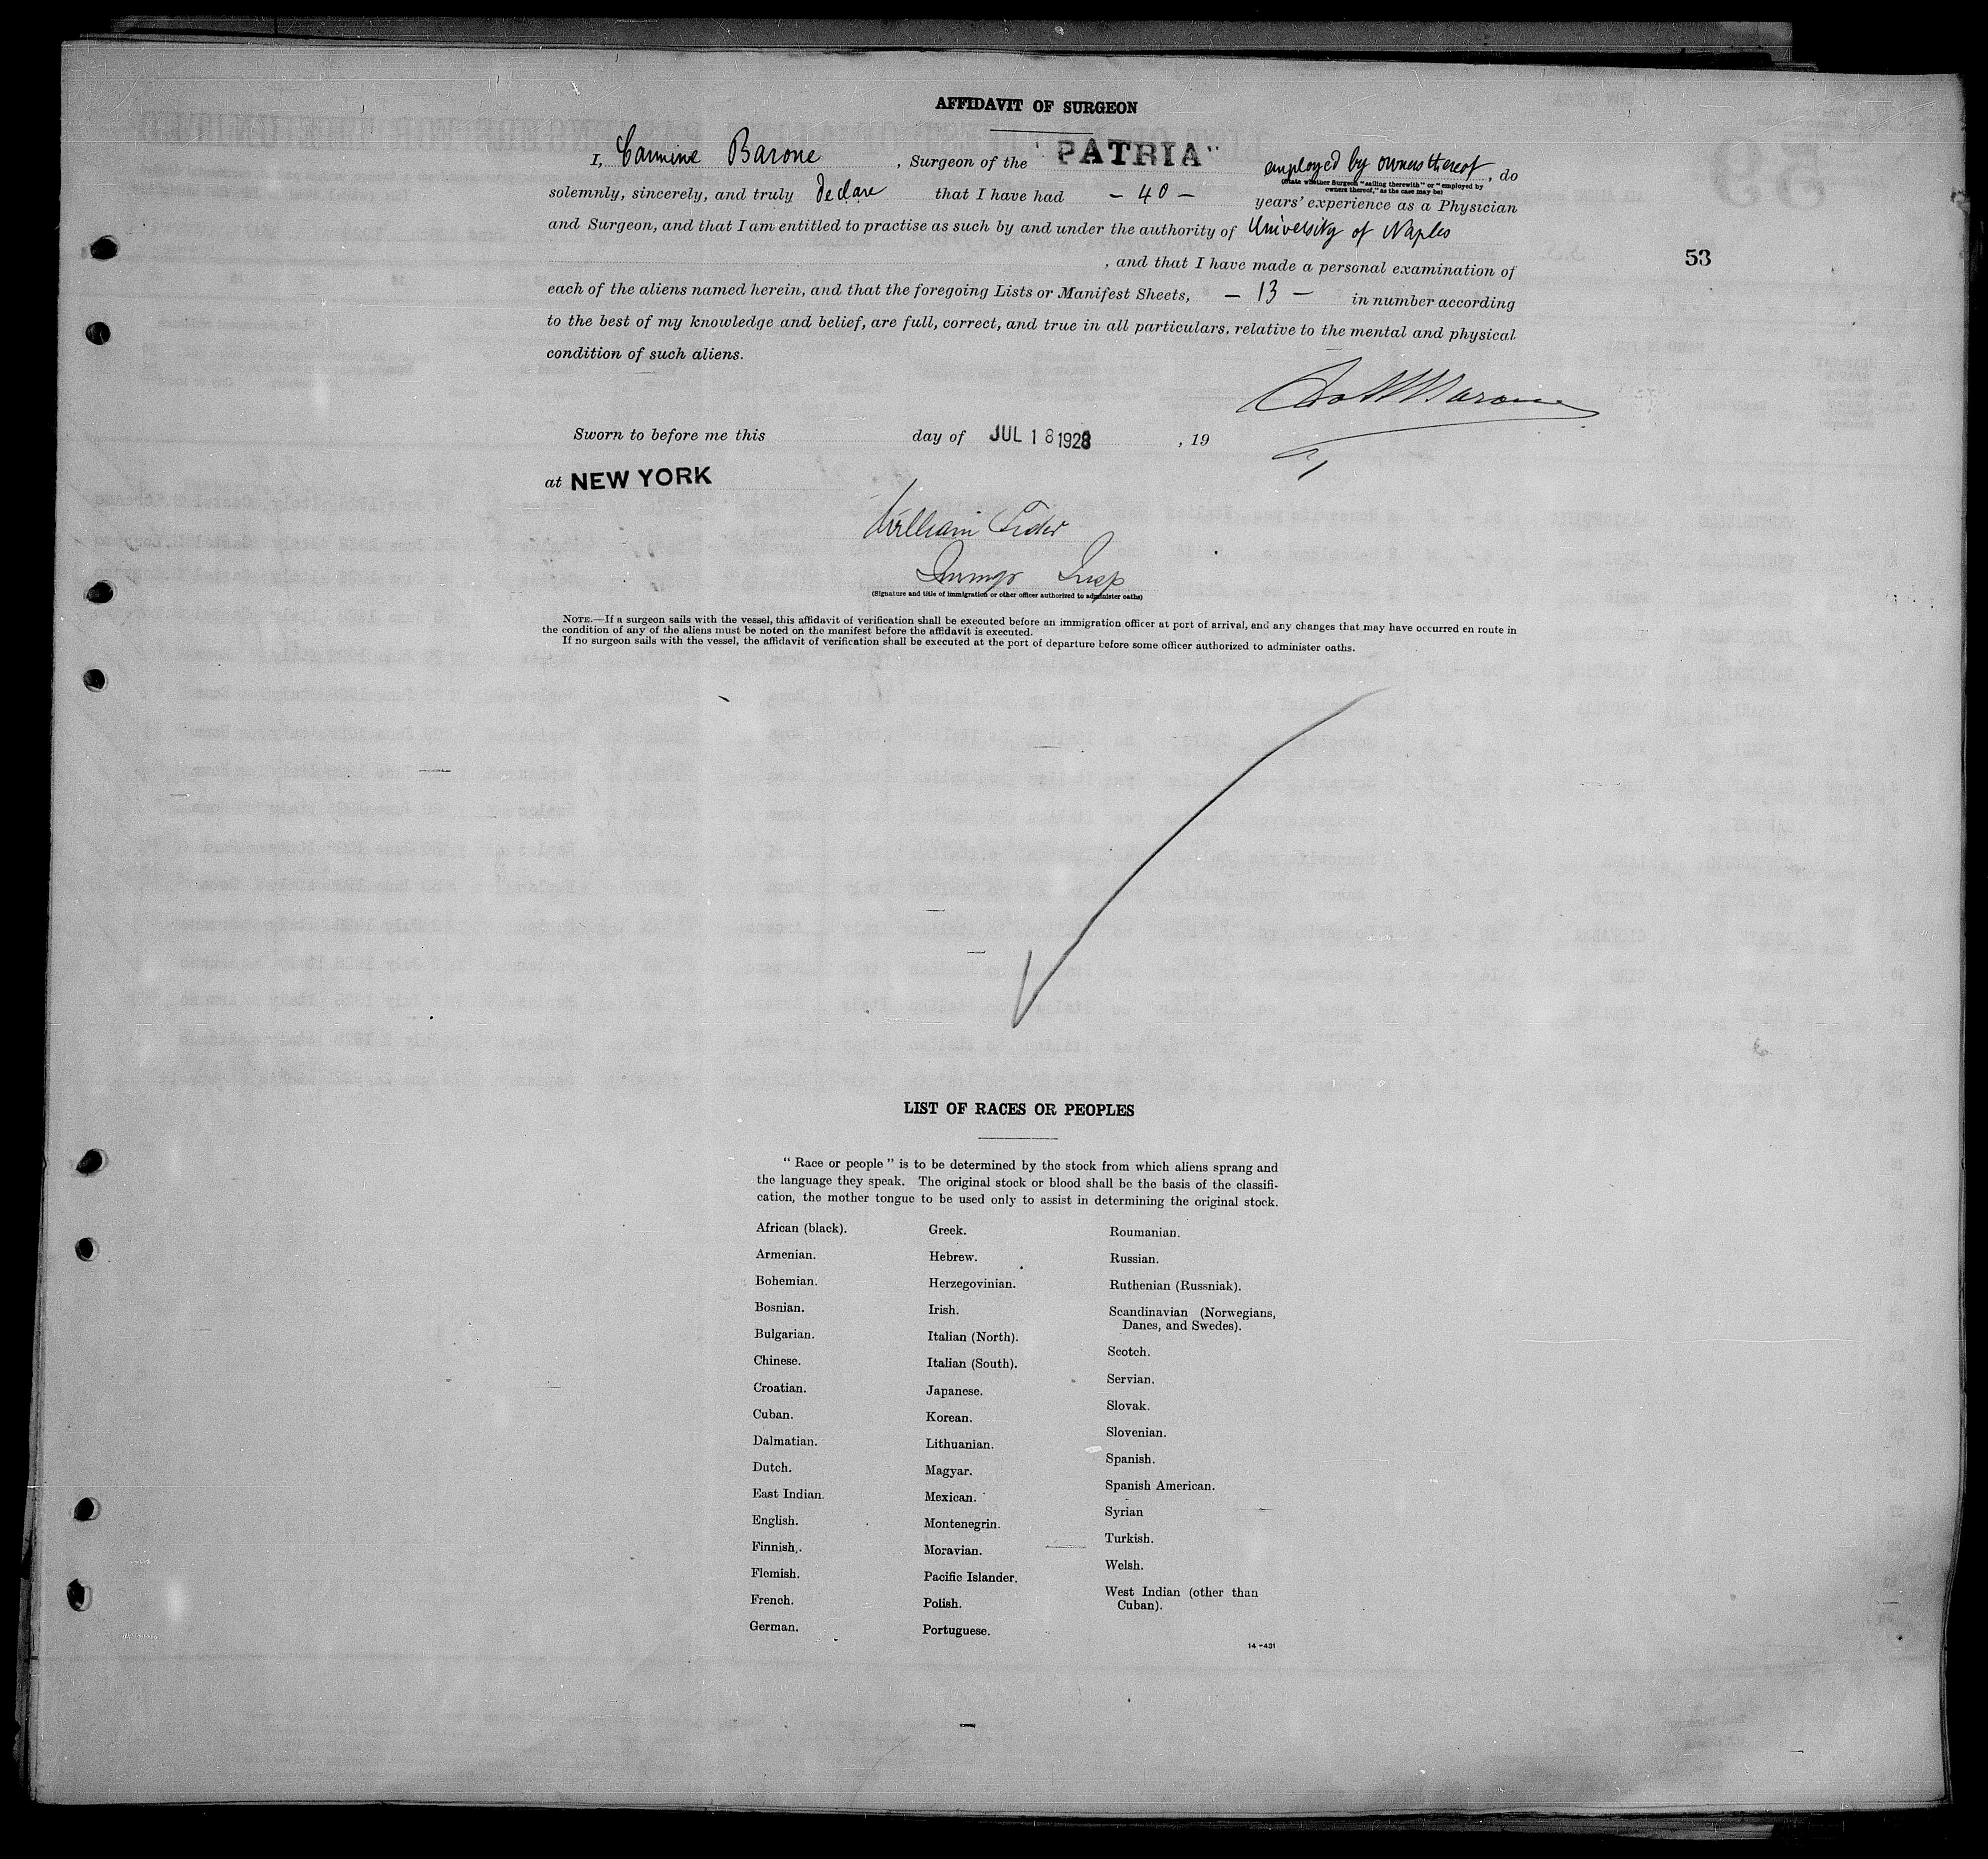 AFFIDAVIT OF SURGEON
I, Carmine Barone, Surgeon of the "PATRIA" employed by owners thereof, do
(State whether Surgeon "sailing therewith" or "employed by owners thereof," as the case may be)
solemnly, sincerely, and truly declare that I have had - 40 - years' experience as a Physician
and Surgeon, and that I am entitled to practise as such by and under the authority of University of Naples
, and that I have made a personal examination of
53
each of the aliens named herein, and that the foregoing Lists or Manifest Sheets, - 13 - in number according
to the best of my knowledge and belief, are full, correct, and true in all particulars, relative to the mental and physical
condition of such aliens.
Dott Barone
Sworn to before me this day of JUL 18 1928, 19
at NEW YORK
William
Immgr Insp
(Signature and title of immigration or other officer authorized to administer oaths)
NOTE.—If a surgeon sails with the vessel, this affidavit of verification shall be executed before an immigration officer at port of arrival, and any changes that may have occurred en route in
the condition of any of the aliens must be noted on the manifest before the affidavit is executed.
If no surgeon sails with the vessel, the affidavit of verification shall be executed at the port of departure before some officer authorized to administer oaths.
LIST OF RACES OR PEOPLES
"Race or people" is to be determined by the stock from which aliens sprang and
the language they speak. The original stock or blood shall be the basis of the classifi-
cation, the mother tongue to be used only to assist in determining the original stock.
African (black).
Armenian.
Bohemian.
Bosnian.
Bulgarian.
Chinese.
Croatian.
Cuban.
Dalmatian.
Dutch.
East Indian.
English.
Finnish.
Flemish.
French.
German.
Greek.
Hebrew.
Herzegovinian.
Irish.
Italian (North).
Italian (South).
Japanese.
Korean.
Lithuanian.
Magyar.
Mexican.
Montenegrin.
Moravian.
Pacific Islander.
Polish.
Portuguese.
Roumanian.
Russian.
Ruthenian (Russniak).
Scandinavian (Norwegians,
Danes, and Swedes).
Scotch.
Servian.
Slovak.
Slovenian.
Spanish.
Spanish American.
Syrian
Turkish.
Welsh.
West Indian (other than
Cuban).
14—431